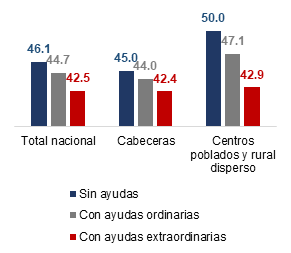 50.0
46.1 45.0 47.1
44.7 44.0
42.5 42.4 42.9
Total nacional Cabeceras Centros
poblados y rural
disperso
Sin ayudas
Con ayudas ordinarias
Con ayudas extraordinarias